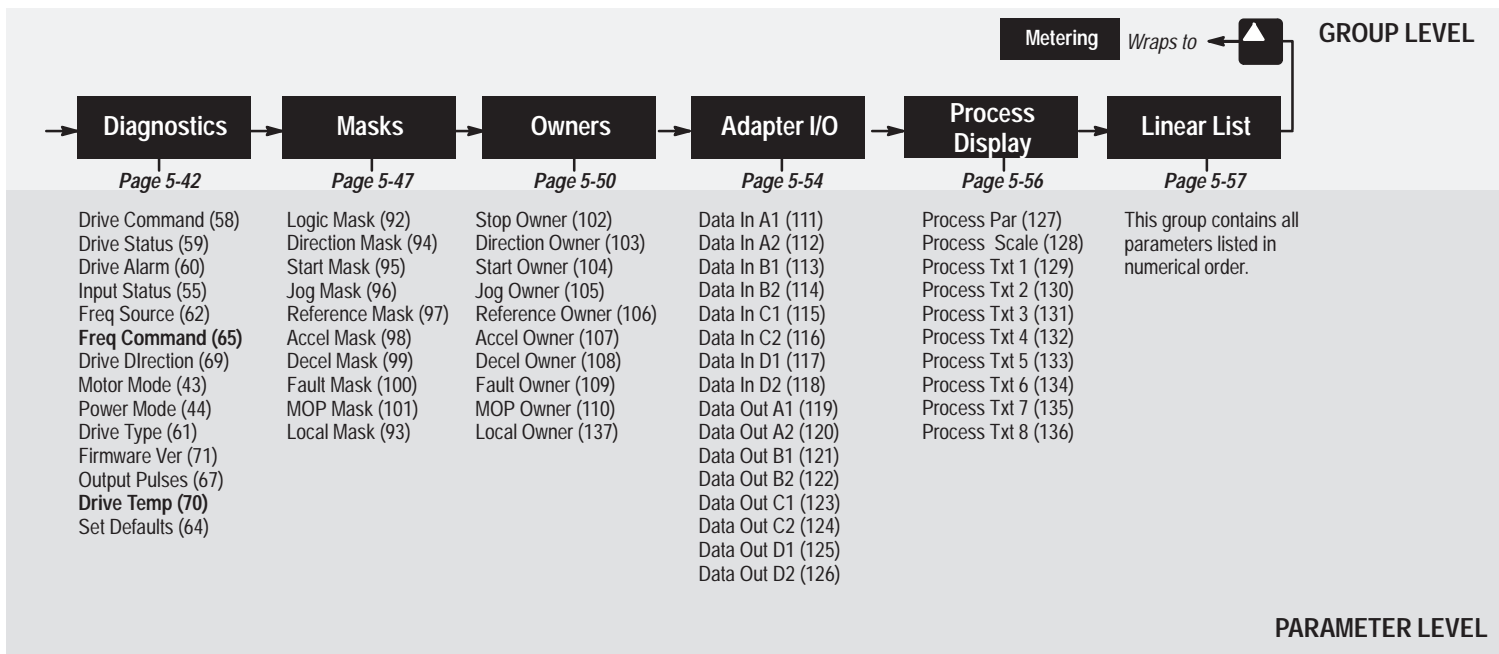 GROUP LEVEL
Metering Wraps to
Diagnostics
Page 5-42
Masks
Page 5-47
Owners
Page 5-50
Adapter I/O
Page 5-54
Process
Display
Page 5-56
Linear List
Page 5-57
Drive Command (58)
Drive Status (59)
Drive Alarm (60)
Input Status (55)
Freq Source (62)
Freq Command (65)
Drive DIrection (69)
Motor Mode (43)
Power Mode (44)
Drive Type (61)
Firmware Ver (71)
Output Pulses (67)
Drive Temp (70)
Set Defaults (64)
Logic Mask (92)
Direction Mask (94)
Start Mask (95)
Jog Mask (96)
Reference Mask (97)
Accel Mask (98)
Decel Mask (99)
Fault Mask (100)
MOP Mask (101)
Local Mask (93)
Stop Owner (102)
Direction Owner (103)
Start Owner (104)
Jog Owner (105)
Reference Owner (106)
Accel Owner (107)
Decel Owner (108)
Fault Owner (109)
MOP Owner (110)
Local Owner (137)
Data In A1 (111)
Data In A2 (112)
Data In B1 (113)
Data In B2 (114)
Data In C1 (115)
Data In C2 (116)
Data In D1 (117)
Data In D2 (118)
Data Out A1 (119)
Data Out A2 (120)
Data Out B1 (121)
Data Out B2 (122)
Data Out C1 (123)
Data Out C2 (124)
Data Out D1 (125)
Data Out D2 (126)
Process Par (127)
Process Scale (128)
Process Txt 1 (129)
Process Txt 2 (130)
Process Txt 3 (131)
Process Txt 4 (132)
Process Txt 5 (133)
Process Txt 6 (134)
Process Txt 7 (135)
Process Txt 8 (136)
This group contains all
parameters listed in
numerical order.
PARAMETER LEVEL